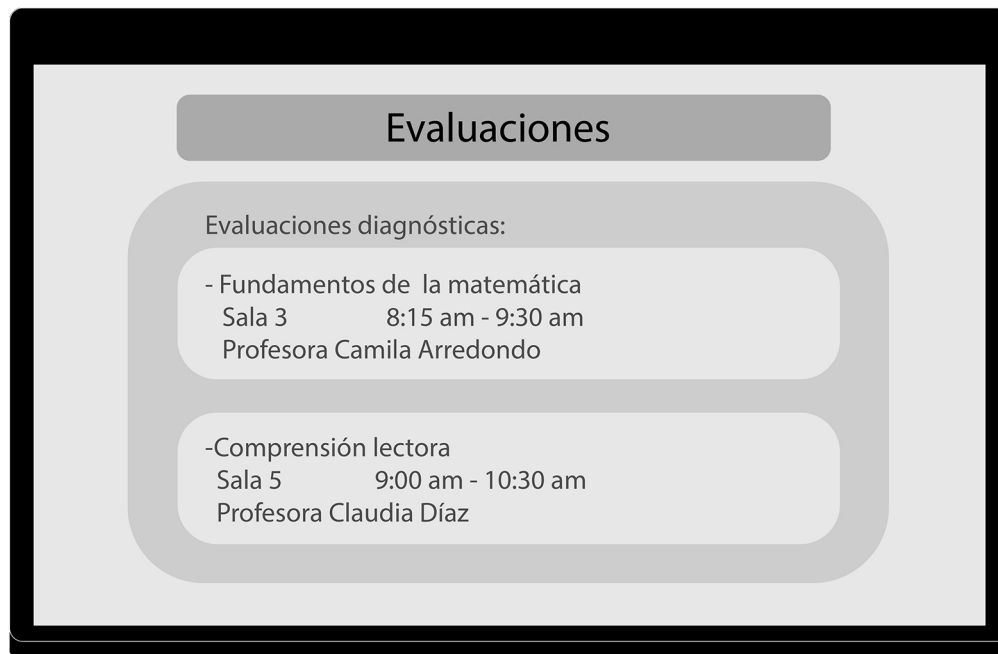 Evaluaciones
Evaluaciones diagnósticas:
- Fundamentos de la matemática
Sala 3 8:15 am - 9:30 am
Profesora Camila Arredondo
-Comprensión lectora
Sala 5 9:00 am - 10:30 am
Profesora Claudia Díaz